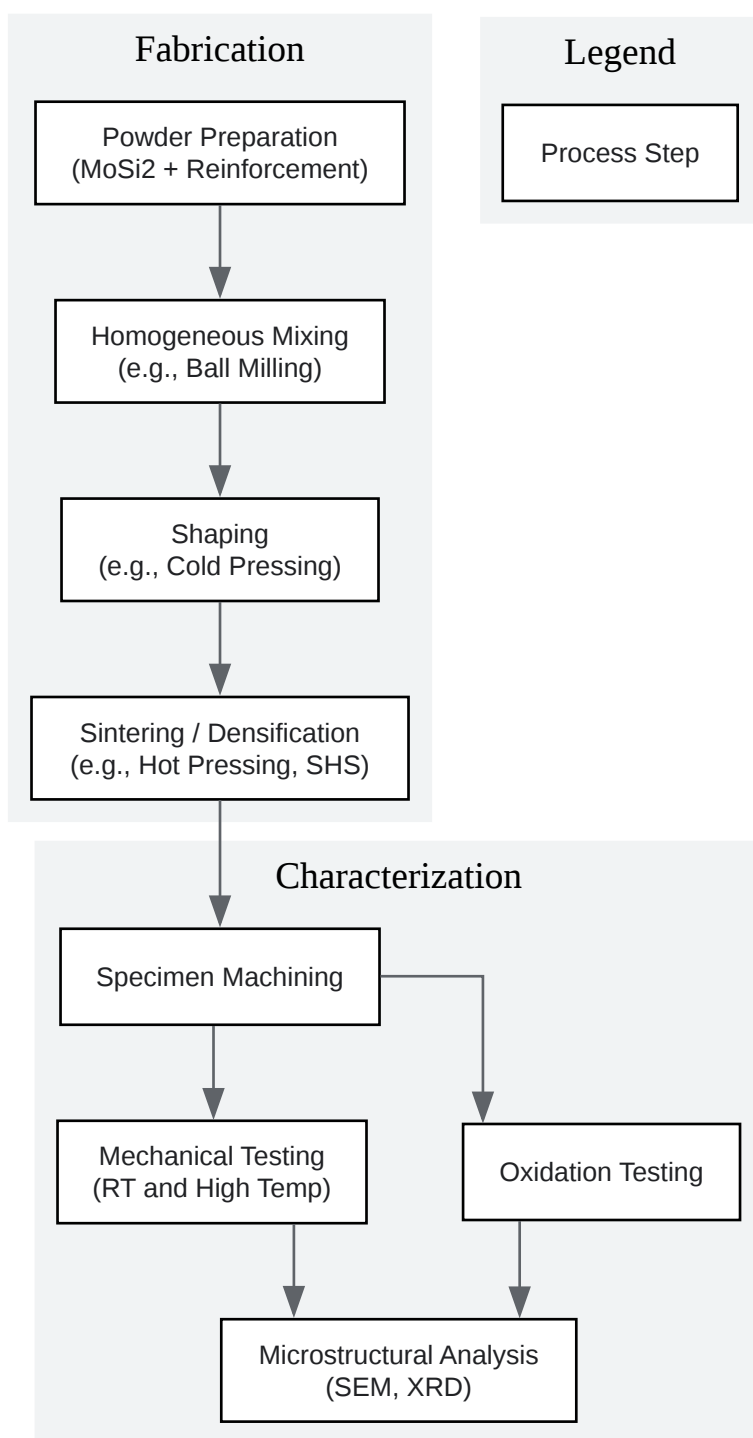 Fabrication
Powder Preparation
(MoSi2 + Reinforcement)
Homogeneous Mixing
(e.g., Ball Milling)
Shaping
(e.g., Cold Pressing)
Sintering / Densification
(e.g., Hot Pressing, SHS)
Legend
Process Step
Characterization
Specimen Machining
Mechanical Testing
(RT and High Temp)
Oxidation Testing
Microstructural Analysis
(SEM, XRD)